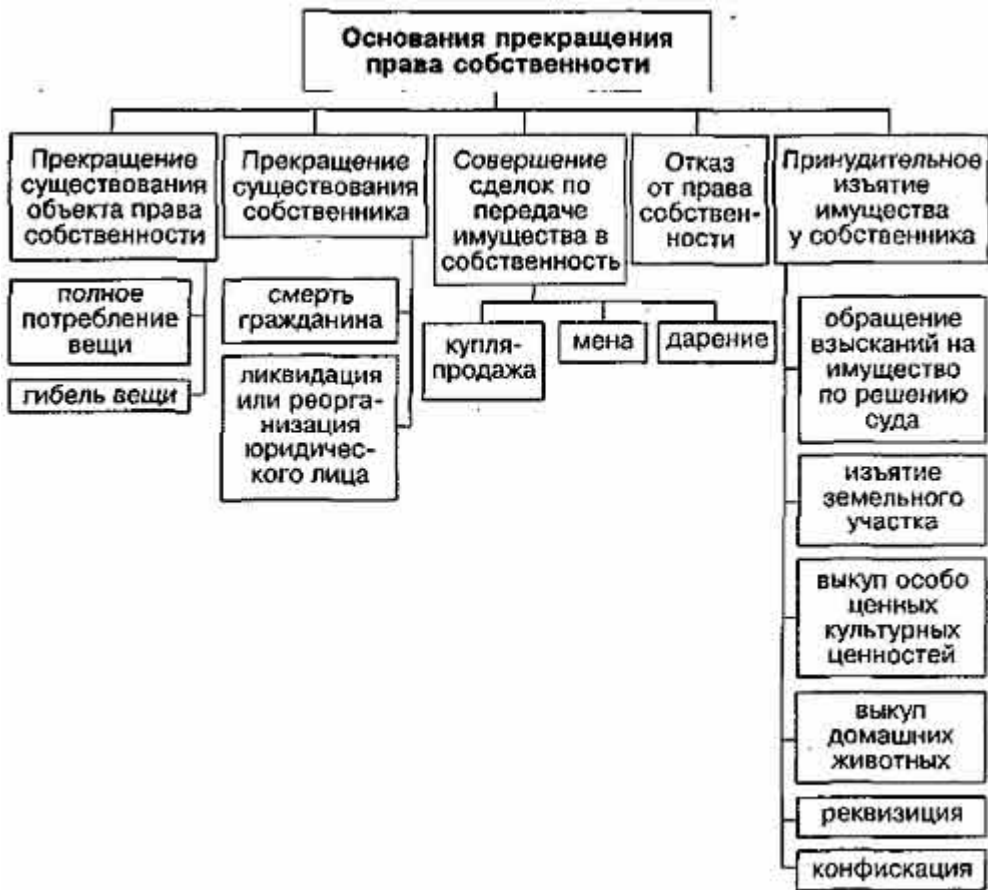 Основания прекращения
права собственности
Прекращение
существования
объекта права
собственности
полное
потребление
вещи
гибель вещи
Прекращение
существования
собственника
смерть
гражданина
ликвидация
или реорга-
низация
юридичес-
кого лица
Совершение
сделок по
передаче
имущества в
собственность
купля-
продажа
мена
дарение
Отказ
от права
собствен-
ности
Принудительное
изъятие
имущества
у собственника
обращение
взысканий на
имущество
по решению
суда
изъятие
земельного
участка
выкуп особо
ценных
культурных
ценностей
выкуп
домашних
животных
реквизиция
конфискация